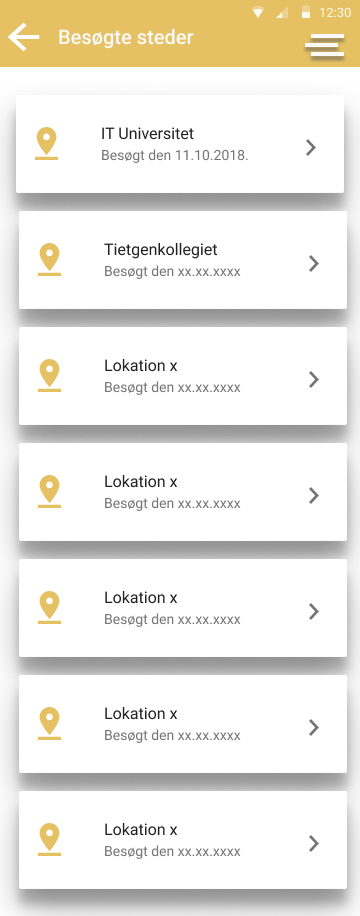 12:30
Besøgte steder
IT Universitet
Besøgt den 11.10.2018.
Tietgenkollegiet
Besøgt den xx.xx.xxxx
Lokation x
Besøgt den xx.xx.xxxx
Lokation x
Besøgt den xx.xx.xxxx
Lokation x
Besøgt den xx.xx.xxxx
Lokation x
Besøgt den xx.xx.xxxx
Lokation x
Besøgt den xx.xx.xxxx